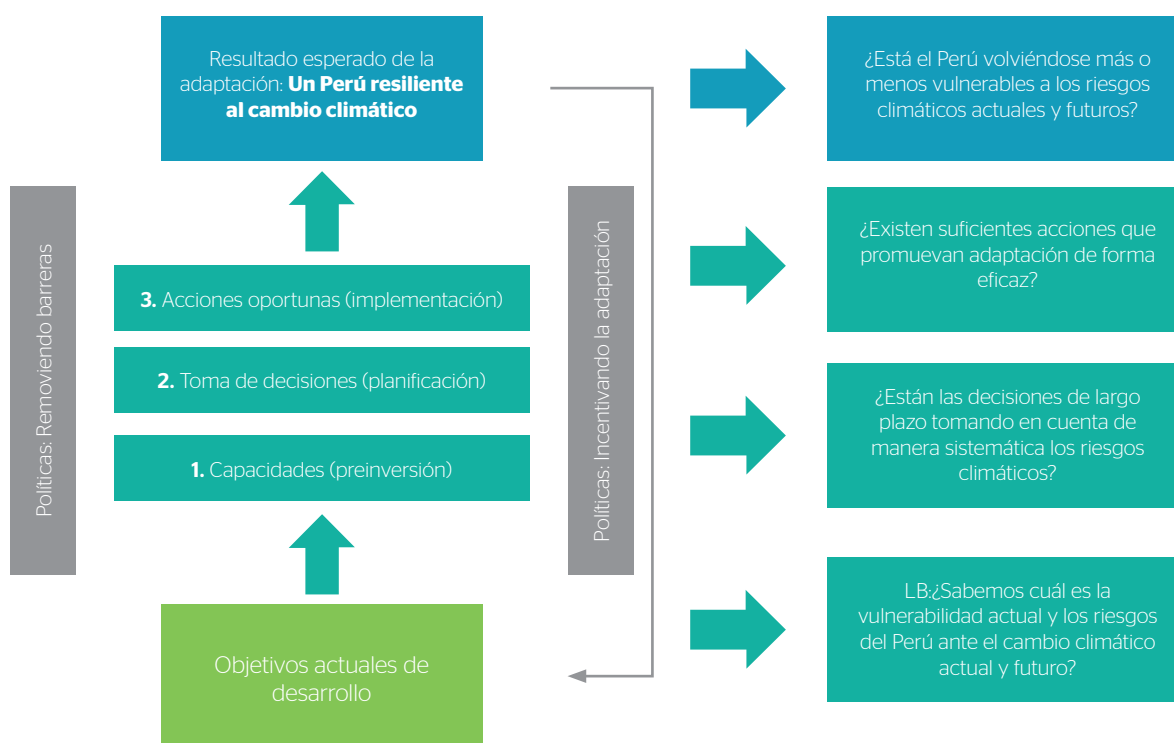 Resultado esperado de la
adaptación: Un Perú resiliente
al cambio climático
¿Está el Perú volviéndose más o
menos vulnerables a los riesgos
climáticos actuales y futuros?
Políticas: Removiendo barreras
3. Acciones oportunas (implementación)
2. Toma de decisiones (planificación)
1. Capacidades (preinversión)
Políticas: Incentivando la adaptación
¿Existen suficientes acciones que
promuevan adaptación de forma
eficaz?
¿Están las decisiones de largo
plazo tomando en cuenta de
manera sistemática los riesgos
climáticos?
Objetivos actuales de
desarrollo
LB:¿Sabemos cuál es la
vulnerabilidad actual y los riesgos
del Perú ante el cambio climático
actual y futuro?